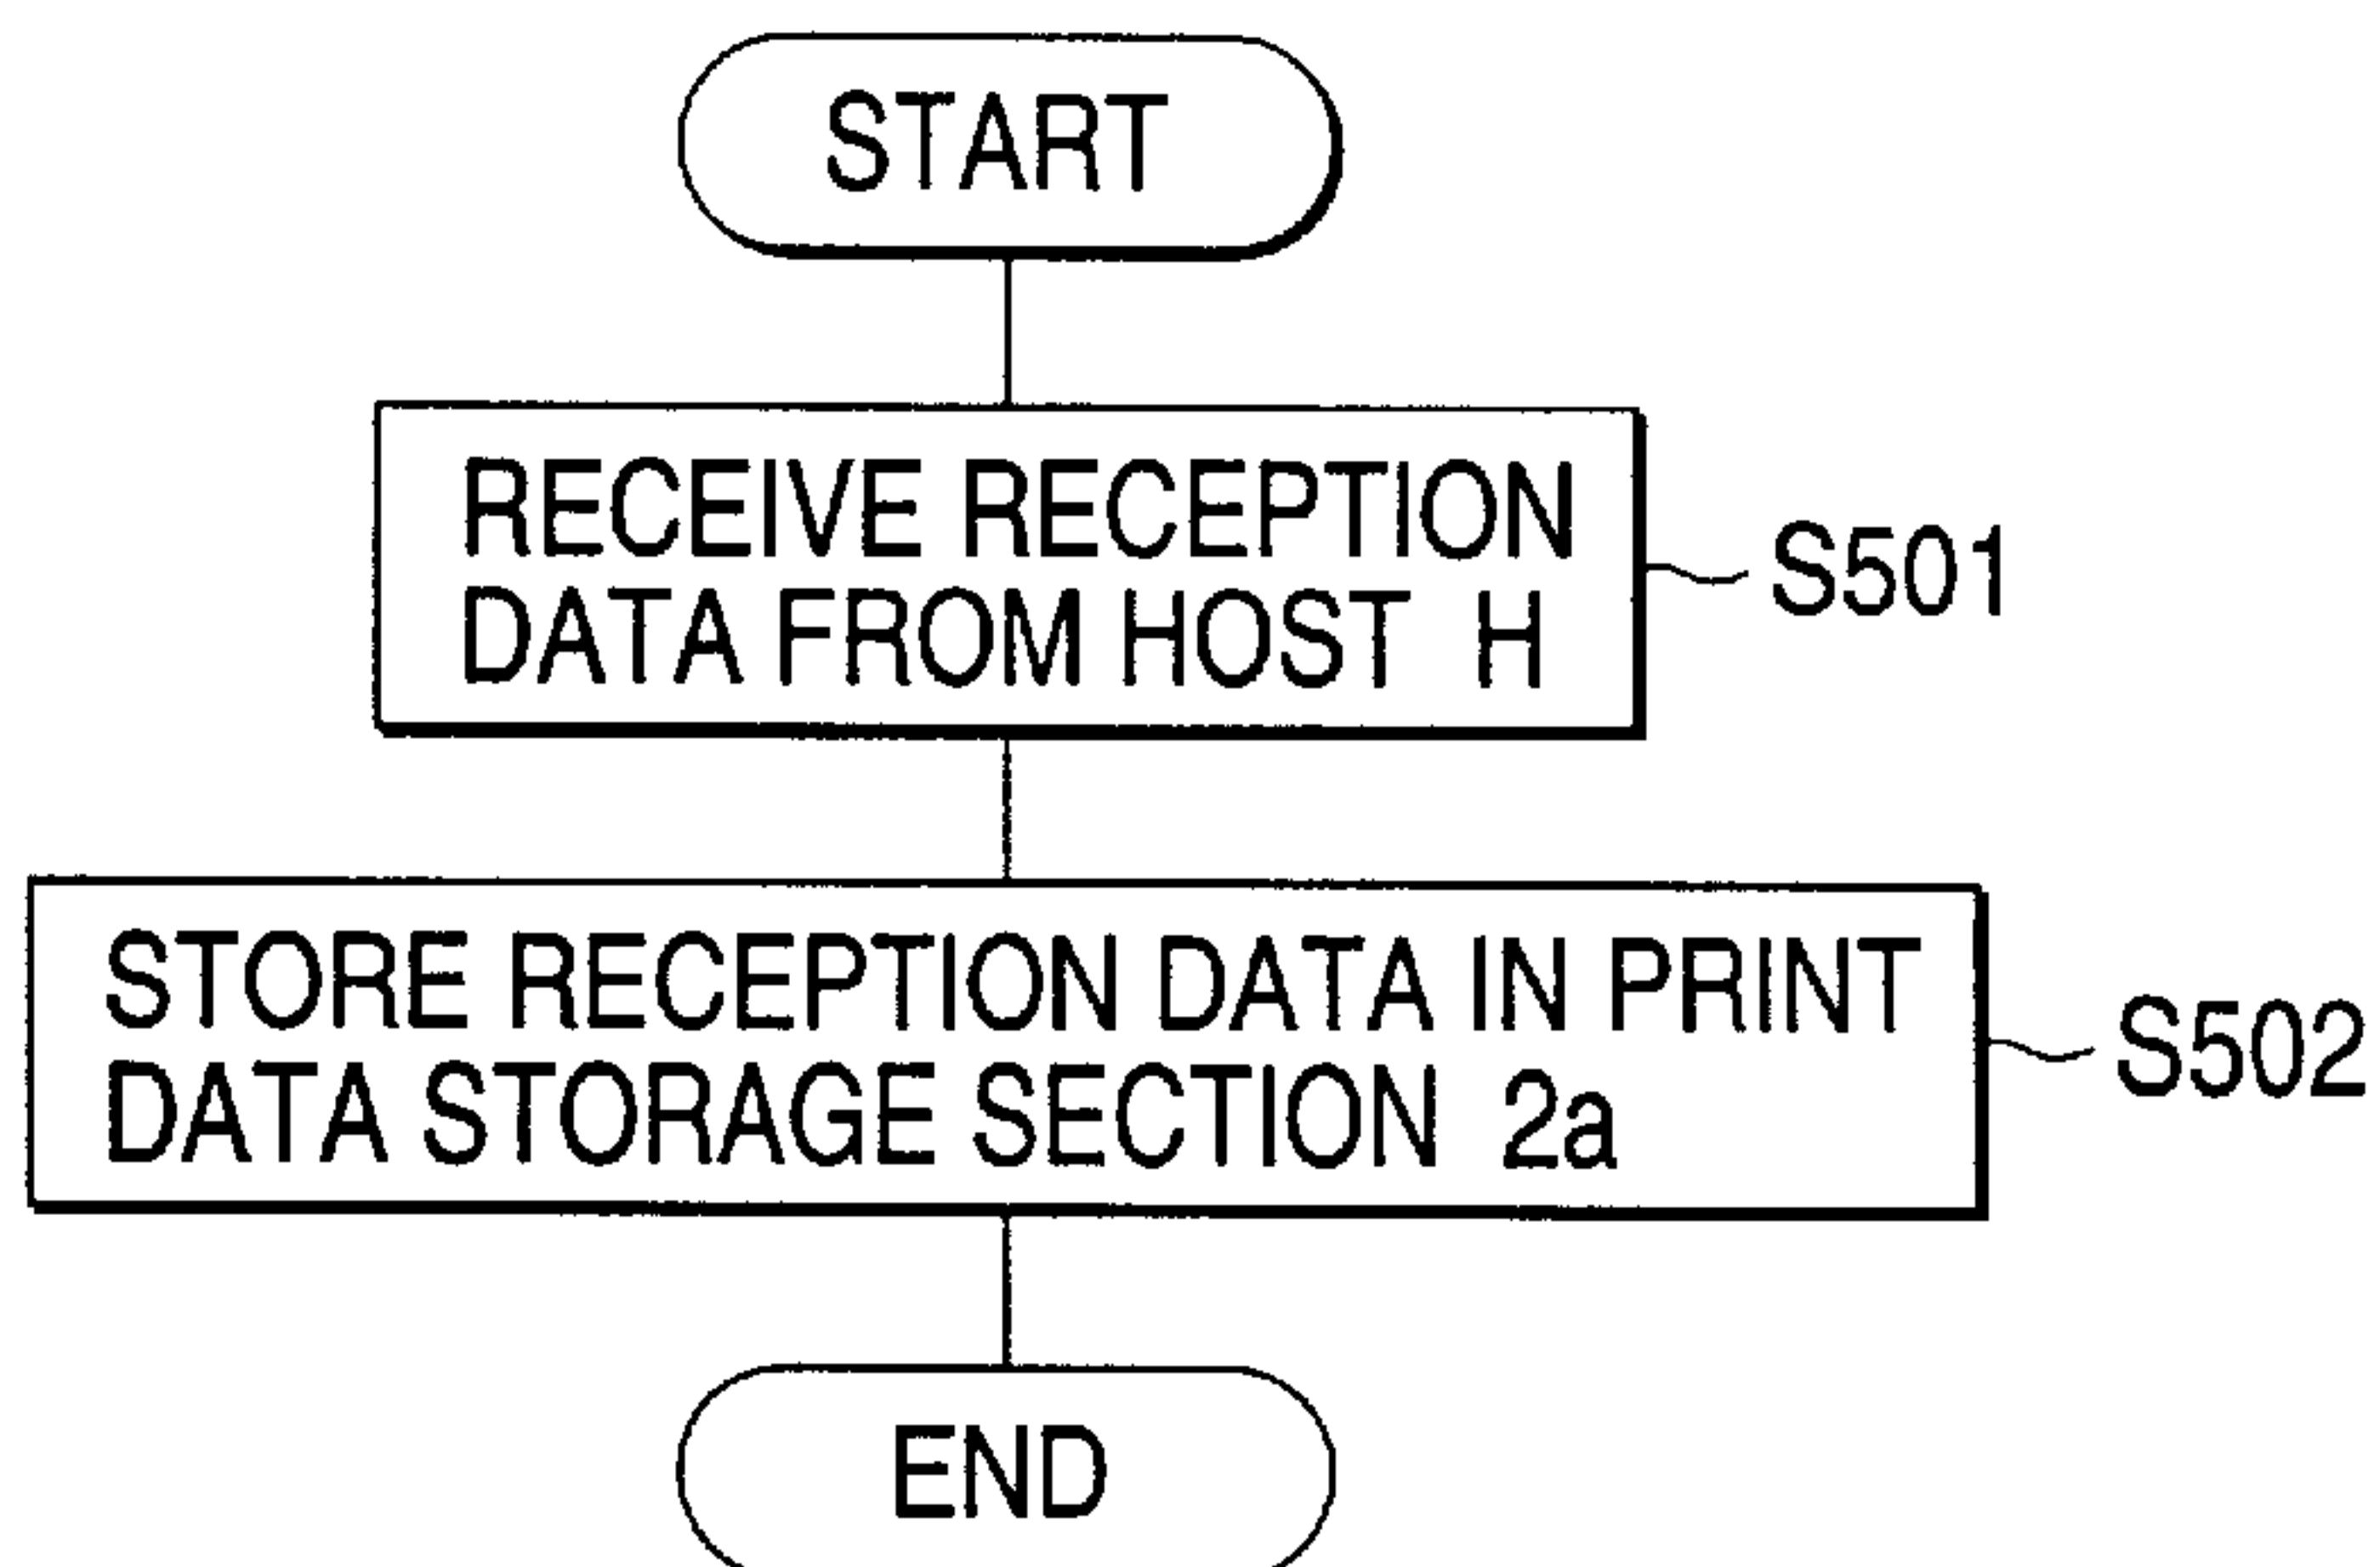 START
RECEIVE RECEPTION
DATA FROM HOST H
S501
STORE RECEPTION DATA IN PRINT
DATA STORAGE SECTION 2a
S502
END